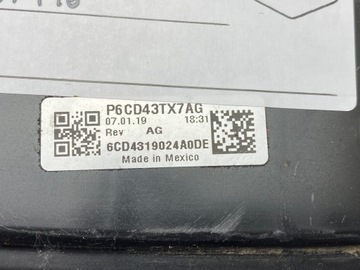 P6CD43TX7AG
07.01.19 18:31
Rev AG
6CD4319024A0DE
Made in Mexico